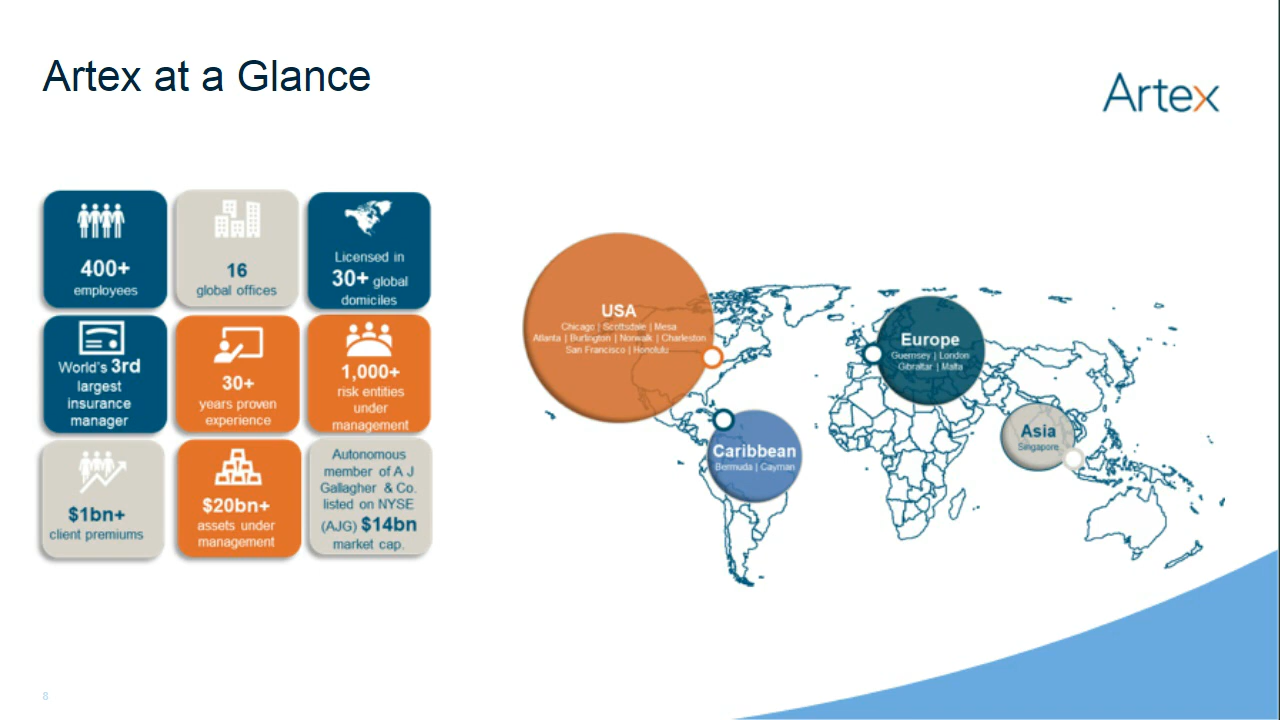 Artex at a Glance
Artex
400+
employees
16
global offices
Licensed in
30+ global
domiciles
World's 3rd
largest
insurance
manager
30+
years proven
experience
1,000+
risk entities
under
management
$1bn+
client premiums
$20bn+
assets under
management
Autonomous
member of A J
Gallagher & Co.
listed on NYSE
(AJG) $14bn
market cap.
USA
Chicago | Scottsdale | Mesa
Atlanta | Burlington | Norwalk | Charleston
San Francisco | Honolulu
Europe
Guernsey | London
Gibraltar | Malta
Caribbean
Bermuda | Cayman
Asia
Singapore
8